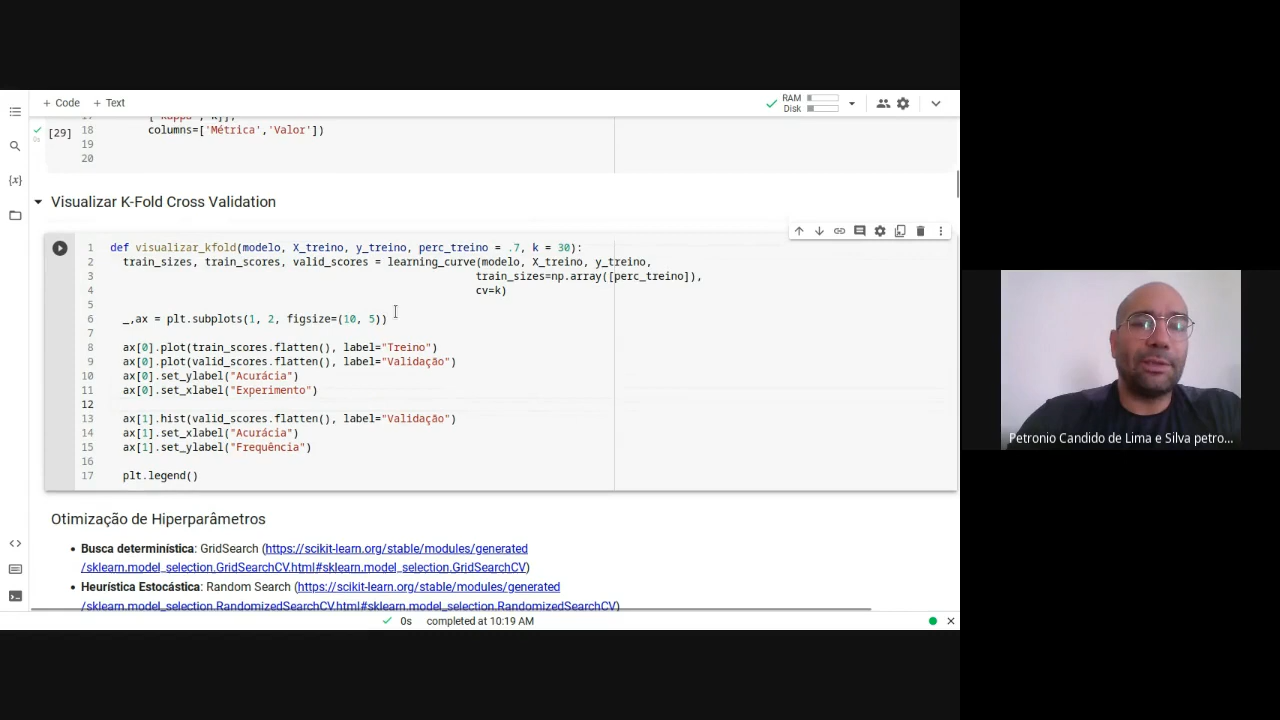 + Code + Text
RAM
Disk
['Kappa', k]],
[29]
18 columns=['Métrica','Valor'])
19
20
Visualizar K-Fold Cross Validation
1 def visualizar_kfold(modelo, X_treino, y_treino, perc_treino = .7, k = 30):
2 train_sizes, train_scores, valid_scores = learning_curve(modelo, X_treino, y_treino,
3 train_sizes=np.array([perc_treino]),
4 cv=k)
5
6 _,ax = plt.subplots(1, 2, figsize=(10, 5))
7
8 ax[0].plot(train_scores.flatten(), label="Treino")
9 ax[0].plot(valid_scores.flatten(), label="Validação")
10 ax[0].set_ylabel("Acurácia")
11 ax[0].set_xlabel("Experimento")
12
13 ax[1].hist(valid_scores.flatten(), label="Validação")
14 ax[1].set_xlabel("Acurácia")
15 ax[1].set_ylabel("Frequência")
16
17 plt.legend()
Otimização de Hiperparâmetros
• Busca determinística: GridSearch (https://scikit-learn.org/stable/modules/generated
/sklearn.model_selection.GridSearchCV.html#sklearn.model_selection.GridSearchCV)
• Heurística Estocástica: Random Search (https://scikit-learn.org/stable/modules/generated
/sklearn.model_selection.RandomizedSearchCV.html#sklearn.model_selection.RandomizedSearchCV)
0s completed at 10:19 AM
Petronio Candido de Lima e Silva petro...